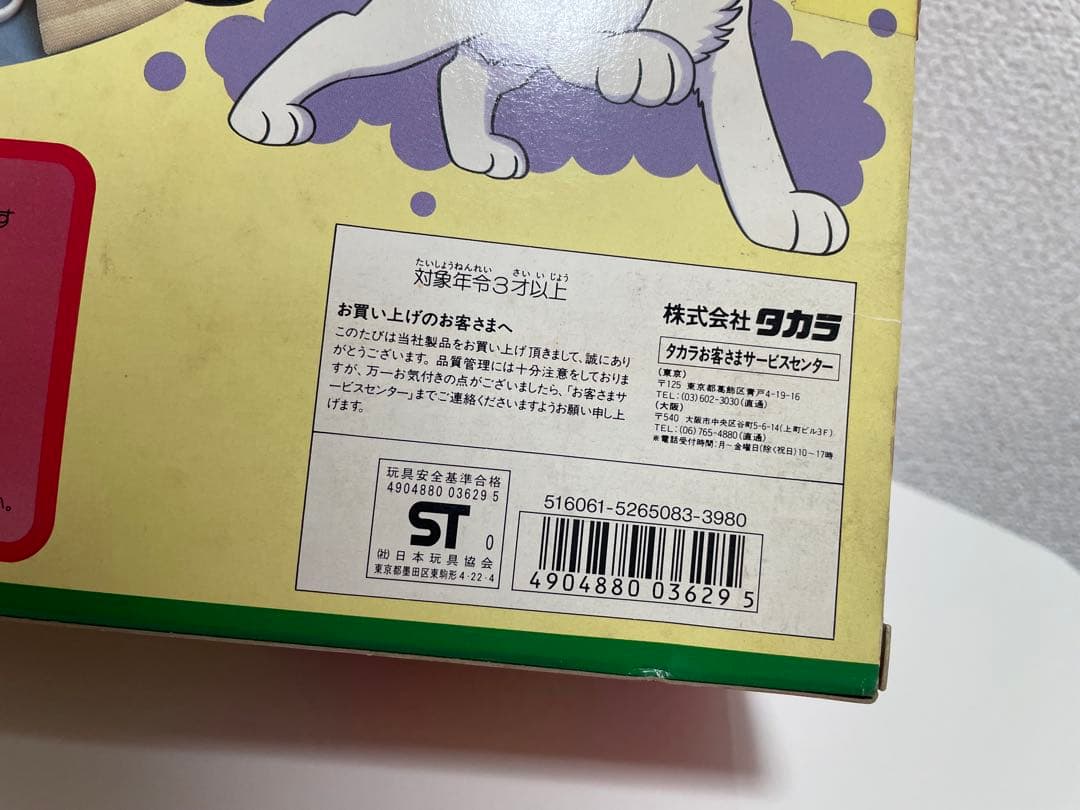 す
い。
たいしょうねんれい さいいじょう
対象年令3才以上
お買い上げのお客さまへ
このたびは当社製品をお買い上げ頂きまして、誠にあり
がとうございます。品質管理には十分注意をしておりま
すが、万一お気付きの点がございましたら、「お客さまサ
ービスセンター」までご連絡くださいますようお願い申し上
げます。
株式会社 タカラ
タカラお客さまサービスセンター
(東京)
〒125 東京都葛飾区青戸4-19-16
TEL:(03)602-3030(直通)
(大阪)
〒540 大阪市中央区谷町5-6-14(上町ビル3F)
TEL:(06)765-4880(直通)
※電話受付時間:月〜金曜日(除く祝日)10〜17時
玩具安全基準合格
4904880 03629 5
ST 0
(社)日本玩具協会
東京都墨田区東駒形4-22-4
516061-5265083-3980
4904880 03629 5